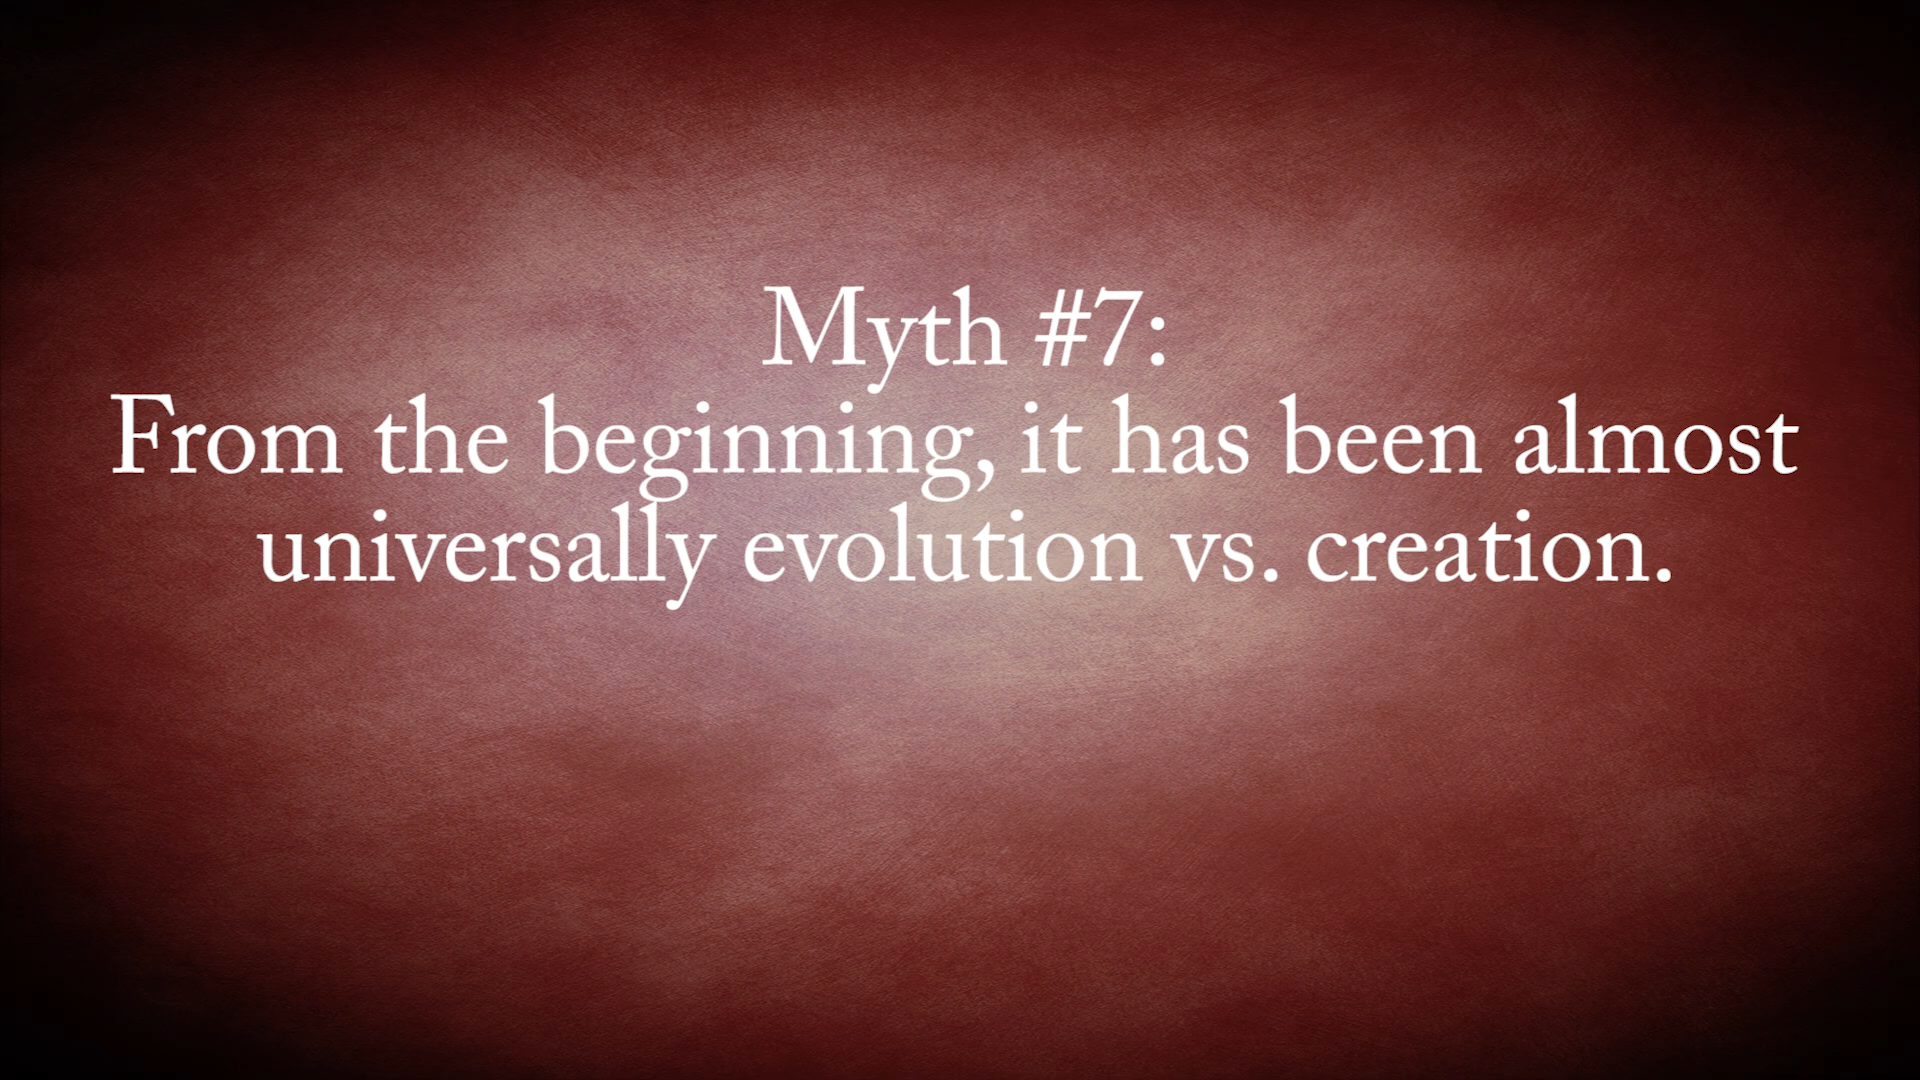 Myth #7:
From the beginning, it has been almost
universally evolution vs. creation.